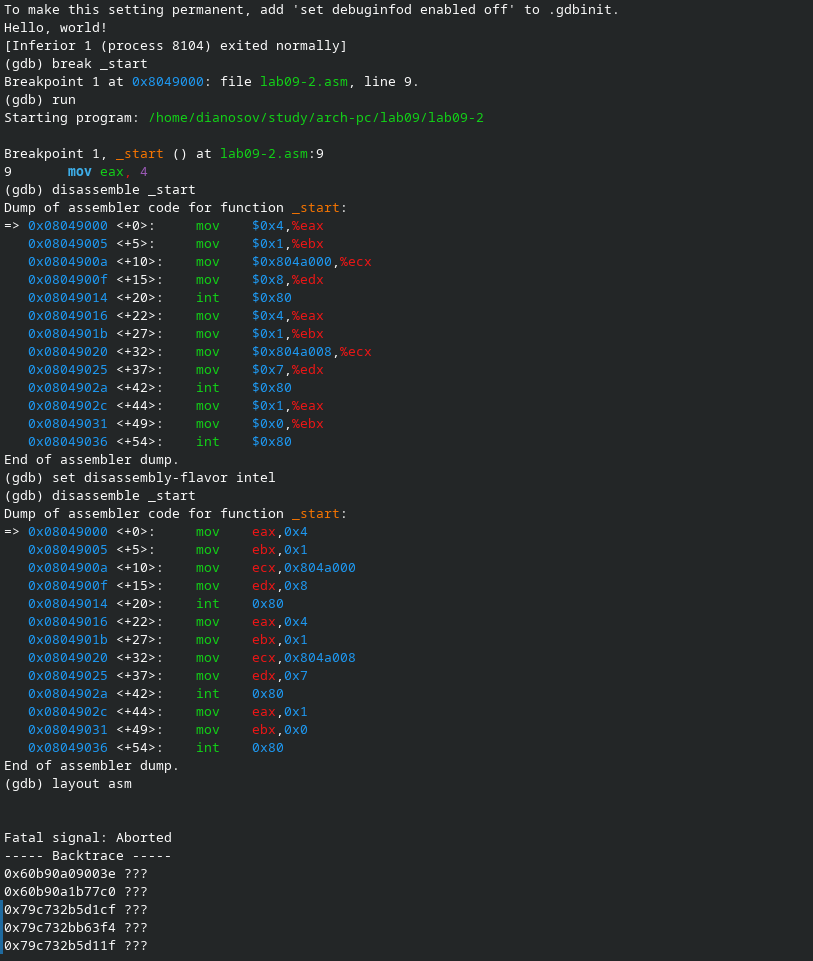 To make this setting permanent, add 'set debuginfod enabled off' to .gdbinit.
Hello, world!
[Inferior 1 (process 8104) exited normally]
(gdb) break _start
Breakpoint 1 at 0x8049000: file lab09-2.asm, line 9.
(gdb) run
Starting program: /home/dianosov/study/arch-pc/lab09/lab09-2
Breakpoint 1, _start () at lab09-2.asm:9
9       mov eax, 4
(gdb) disassemble _start
Dump of assembler code for function _start:
=> 0x08049000 <+0>:     mov    $0x4,%eax
   0x08049005 <+5>:     mov    $0x1,%ebx
   0x0804900a <+10>:    mov    $0x804a000,%ecx
   0x0804900f <+15>:    mov    $0x8,%edx
   0x08049014 <+20>:    int    $0x80
   0x08049016 <+22>:    mov    $0x4,%eax
   0x0804901b <+27>:    mov    $0x1,%ebx
   0x08049020 <+32>:    mov    $0x804a008,%ecx
   0x08049025 <+37>:    mov    $0x7,%edx
   0x0804902a <+42>:    int    $0x80
   0x0804902c <+44>:    mov    $0x1,%eax
   0x08049031 <+49>:    mov    $0x0,%ebx
   0x08049036 <+54>:    int    $0x80
End of assembler dump.
(gdb) set disassembly-flavor intel
(gdb) disassemble _start
Dump of assembler code for function _start:
=> 0x08049000 <+0>:     mov    eax,0x4
   0x08049005 <+5>:     mov    ebx,0x1
   0x0804900a <+10>:    mov    ecx,0x804a000
   0x0804900f <+15>:    mov    edx,0x8
   0x08049014 <+20>:    int    0x80
   0x08049016 <+22>:    mov    eax,0x4
   0x0804901b <+27>:    mov    ebx,0x1
   0x08049020 <+32>:    mov    ecx,0x804a008
   0x08049025 <+37>:    mov    edx,0x7
   0x0804902a <+42>:    int    0x80
   0x0804902c <+44>:    mov    eax,0x1
   0x08049031 <+49>:    mov    ebx,0x0
   0x08049036 <+54>:    int    0x80
End of assembler dump.
(gdb) layout asm
Fatal signal: Aborted
----- Backtrace -----
0x60b90a09003e ???
0x60b90a1b77c0 ???
0x79c732b5d1cf ???
0x79c732bb63f4 ???
0x79c732b5d11f ???